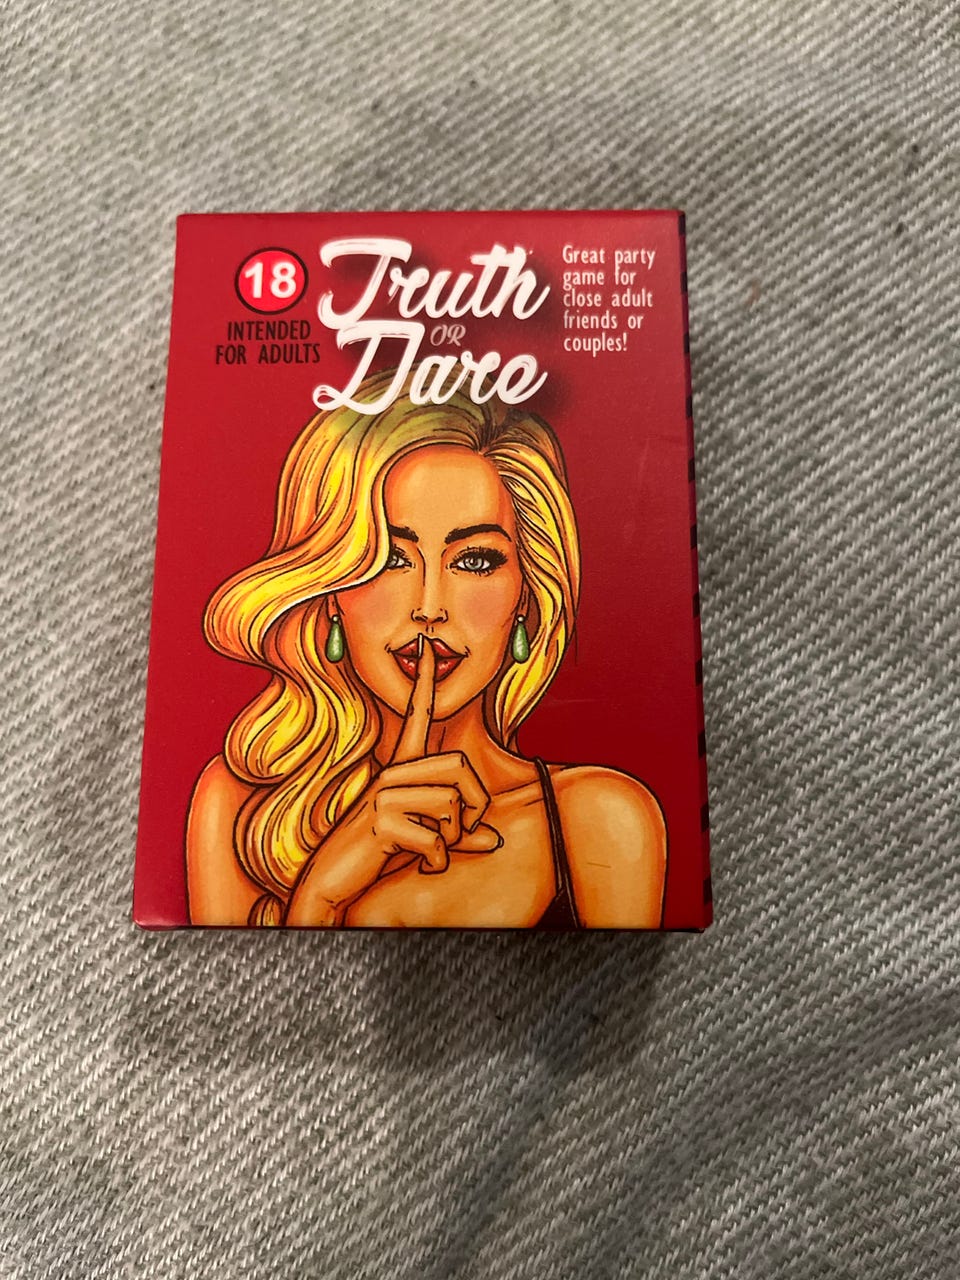 18
INTENDED
FOR ADULTS
Truth
OR
Dare
Great party
game for
close adult
friends or
couples!